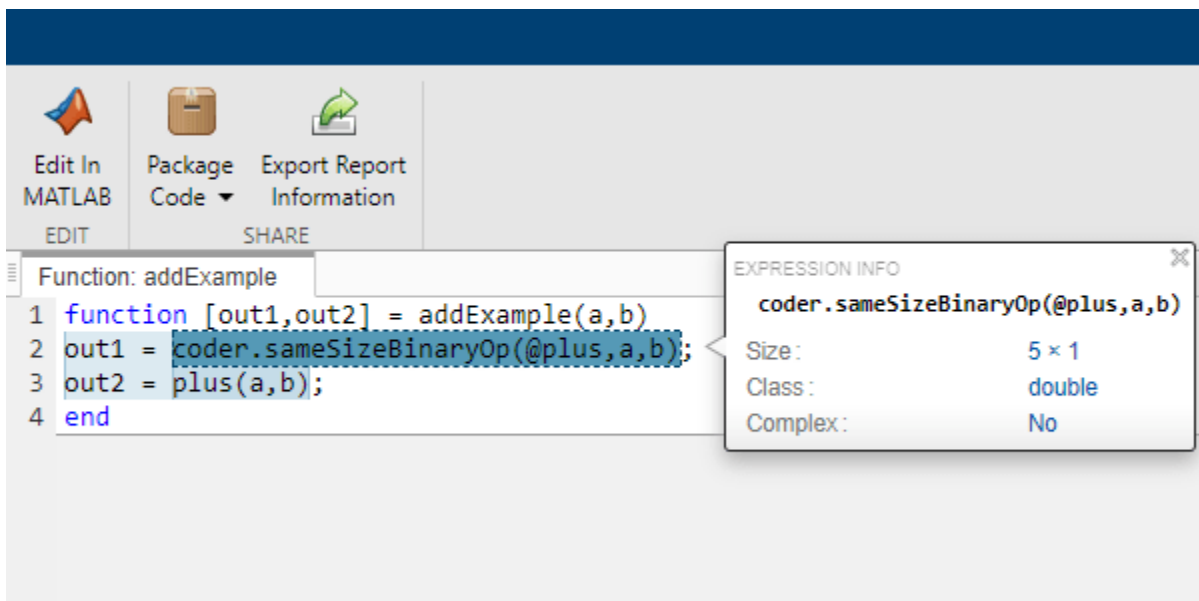 Edit In
MATLAB
Package
Code
Export Report
Information
EDIT
SHARE
Function: addExample
1 function [out1,out2] = addExample(a,b)
2 out1 = coder.sameSizeBinaryOp(@plus,a,b);
3 out2 = plus(a,b);
4 end
EXPRESSION INFO
coder.sameSizeBinaryOp(@plus,a,b)
Size: 5 × 1
Class: double
Complex: No